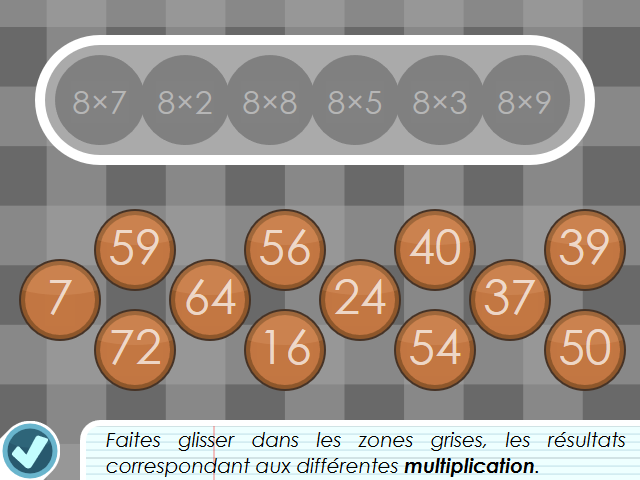 8×7 8×2 8×8 8×5 8×3 8×9
59 56 40 39
7 64 24 37
72 16 54 50
Faites glisser dans les zones grises, les résultats
correspondant aux différentes multiplication.